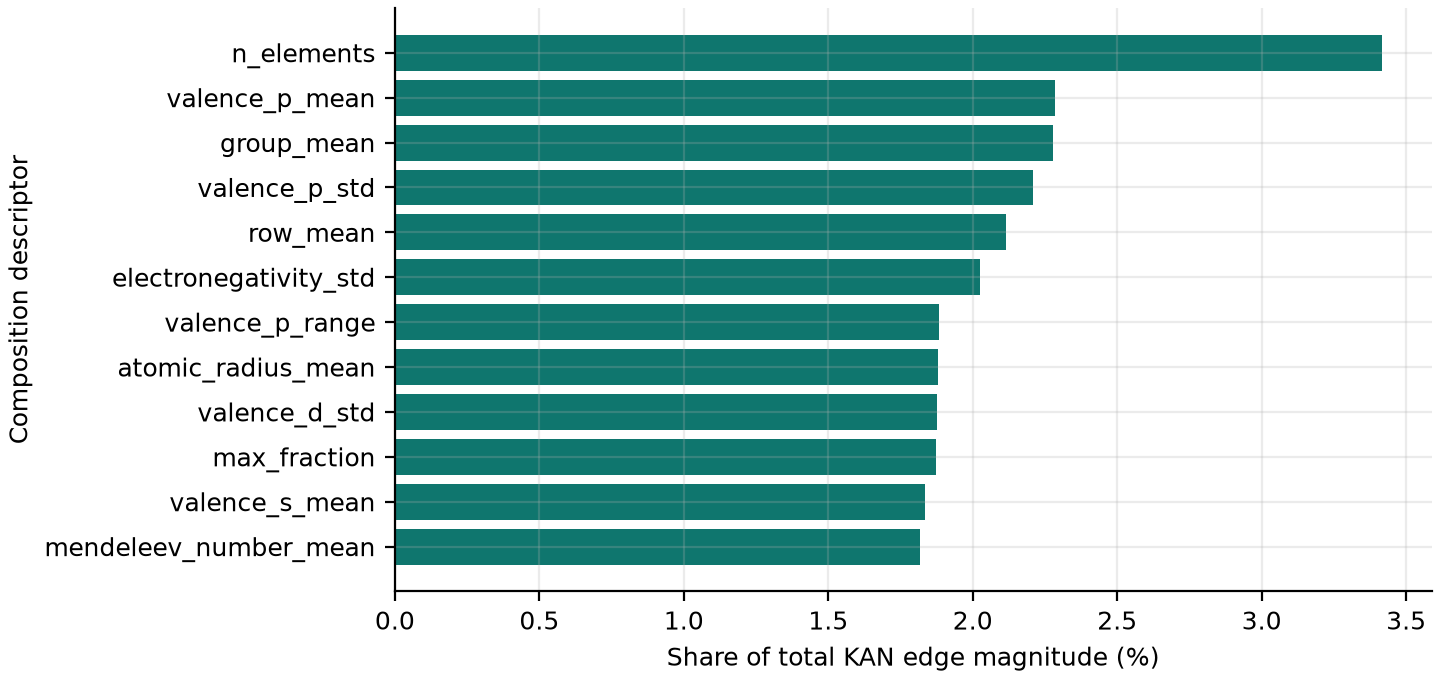 Composition descriptor
n_elements
valence_p_mean
group_mean
valence_p_std
row_mean
electronegativity_std
valence_p_range
atomic_radius_mean
valence_d_std
max_fraction
valence_s_mean
mendeleev_number_mean
0.0 0.5 1.0 1.5 2.0 2.5 3.0 3.5
Share of total KAN edge magnitude (%)